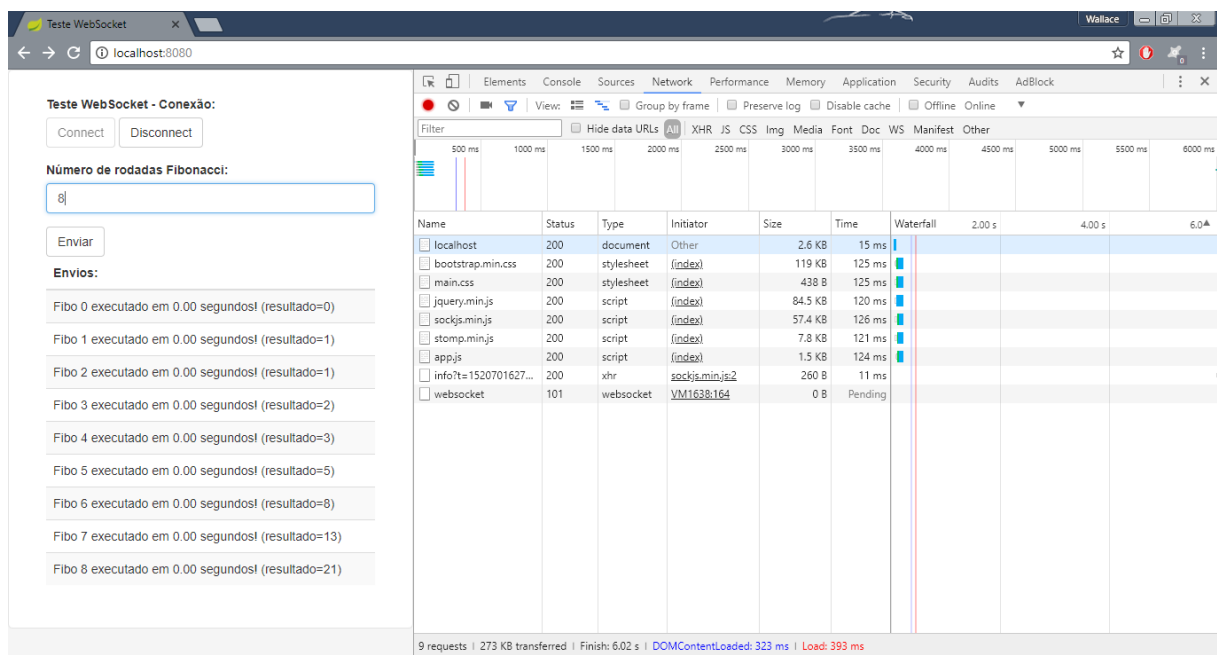 Teste WebSocket
Wallace
localhost:8080
0
Teste WebSocket - Conexão:
Connect Disconnect
Número de rodadas Fibonacci:
8
Enviar
Envios:
Fibo 0 executado em 0.00 segundos! (resultado=0)
Fibo 1 executado em 0.00 segundos! (resultado=1)
Fibo 2 executado em 0.00 segundos! (resultado=1)
Fibo 3 executado em 0.00 segundos! (resultado=2)
Fibo 4 executado em 0.00 segundos! (resultado=3)
Fibo 5 executado em 0.00 segundos! (resultado=5)
Fibo 6 executado em 0.00 segundos! (resultado=8)
Fibo 7 executado em 0.00 segundos! (resultado=13)
Fibo 8 executado em 0.00 segundos! (resultado=21)
Elements Console Sources Network Performance Memory Application Security Audits AdBlock
View: Group by frame Preserve log Disable cache Offline Online
Filter Hide data URLs All XHR JS CSS Img Media Font Doc WS Manifest Other
500 ms 1000 ms 1500 ms 2000 ms 2500 ms 3000 ms 3500 ms 4000 ms 4500 ms 5000 ms 5500 ms 6000 ms
Name Status Type Initiator Size Time Waterfall 2.00 s 4.00 s 6.0
localhost 200 document Other 2.6 KB 15 ms
bootstrap.min.css 200 stylesheet (index) 119 KB 125 ms
main.css 200 stylesheet (index) 438 B 125 ms
jquery.min.js 200 script (index) 84.5 KB 120 ms
sockjs.min.js 200 script (index) 57.4 KB 126 ms
stomp.min.js 200 script (index) 7.8 KB 121 ms
app.js 200 script (index) 1.5 KB 124 ms
info?t=1520701627... 200 xhr sockjs.min.js:2 260 B 11 ms
websocket 101 websocket VM1638:164 0 B Pending
9 requests | 273 KB transferred | Finish: 6.02 s | DOMContentLoaded: 323 ms | Load: 393 ms